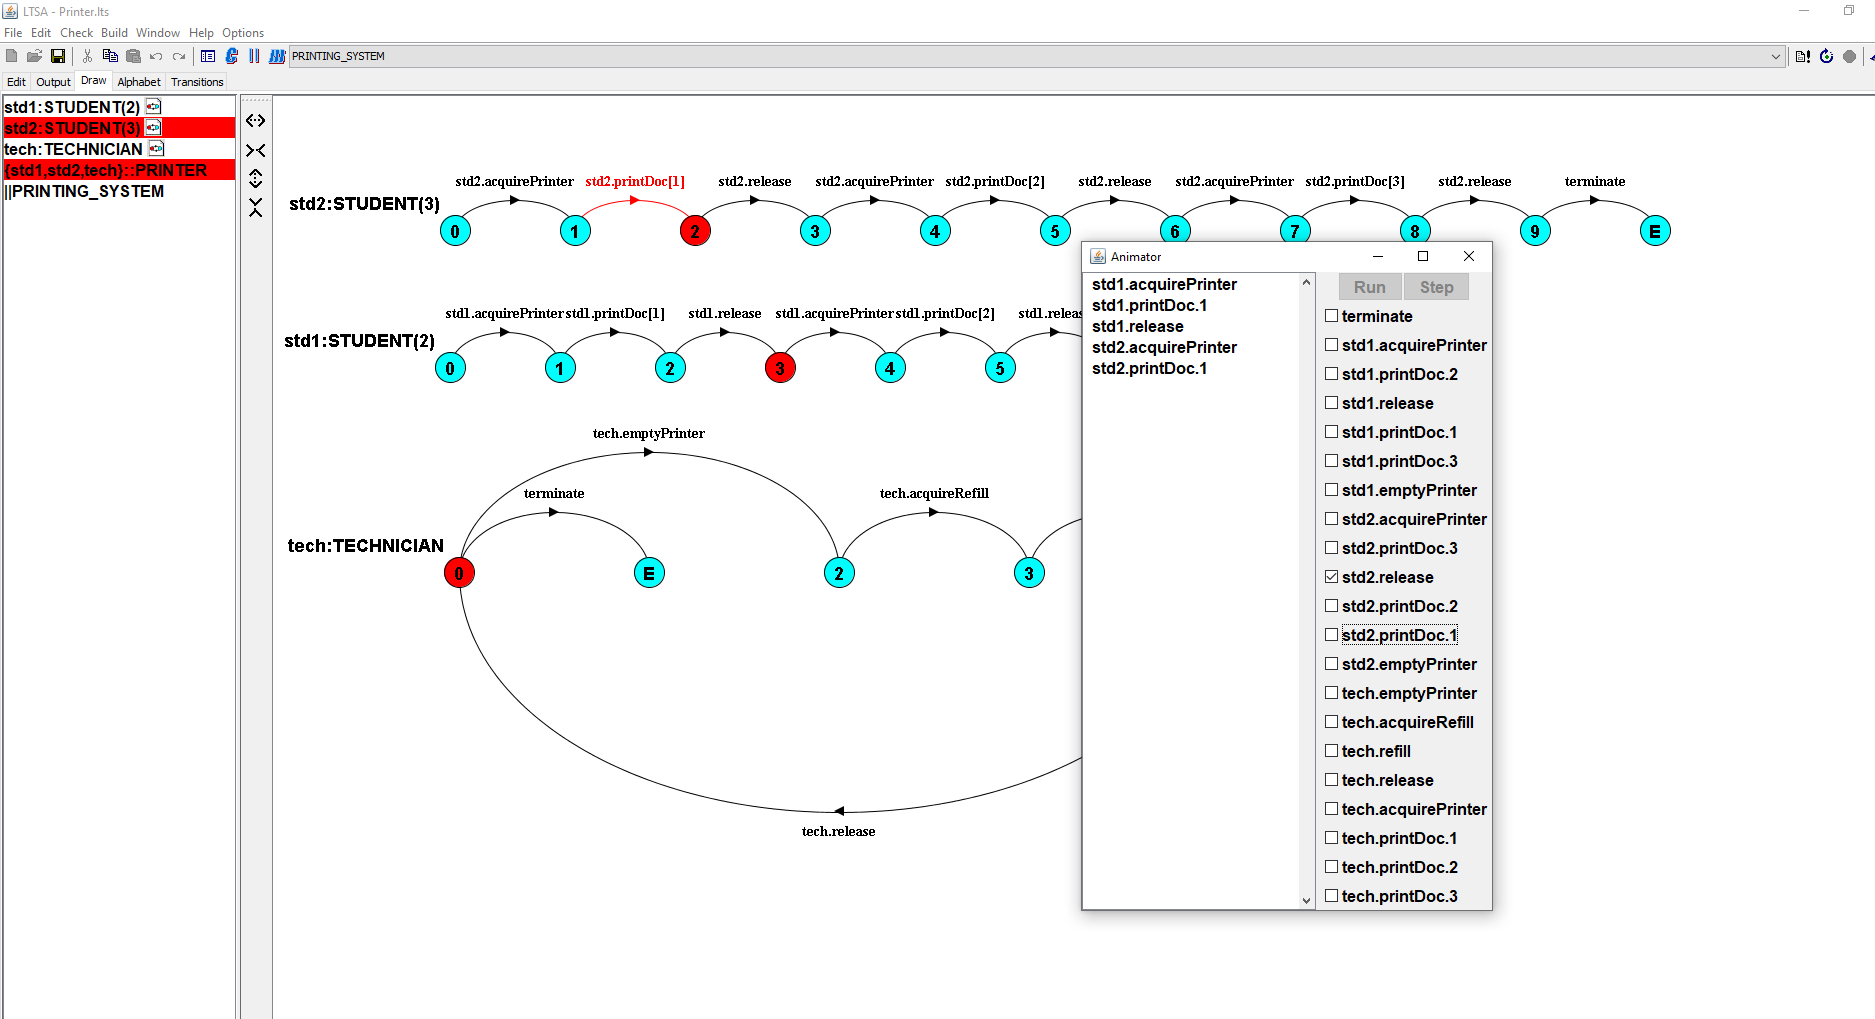 LTSA - Printer.lts
File Edit Check Build Window Help Options
PRINTING_SYSTEM
Edit Output Draw Alphabet Transitions
std1:STUDENT(2)
std2:STUDENT(3)
tech:TECHNICIAN
{std1,std2,tech}::PRINTER
||PRINTING_SYSTEM
std2.acquirePrinter std2.printDoc[1] std2.release std2.acquirePrinter std2.printDoc[2] std2.release std2.acquirePrinter std2.printDoc[3] std2.release terminate
std2:STUDENT(3)
0 1 2 3 4 5 6 7 8 9 E
std1.acquirePrinter std1.printDoc[1] std1.release std1.acquirePrinter std1.printDoc[2] std1.releas
std1:STUDENT(2)
0 1 2 3 4 5
tech.emptyPrinter
terminate tech.acquireRefill
tech:TECHNICIAN
0 E 2 3
tech.release
Animator
std1.acquirePrinter
std1.printDoc.1
std1.release
std2.acquirePrinter
std2.printDoc.1
Run Step
terminate
std1.acquirePrinter
std1.printDoc.2
std1.release
std1.printDoc.1
std1.printDoc.3
std1.emptyPrinter
std2.acquirePrinter
std2.printDoc.3
std2.release
std2.printDoc.2
std2.printDoc.1
std2.emptyPrinter
tech.emptyPrinter
tech.acquireRefill
tech.refill
tech.release
tech.acquirePrinter
tech.printDoc.1
tech.printDoc.2
tech.printDoc.3